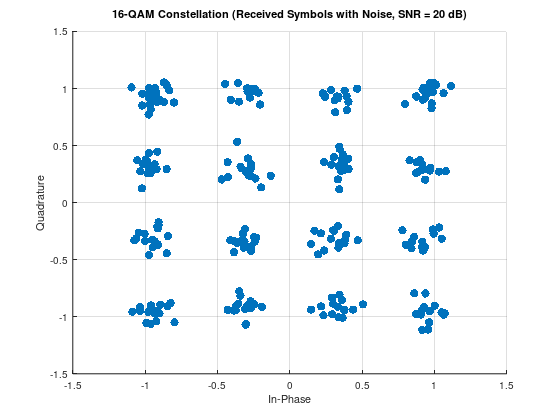 16-QAM Constellation (Received Symbols with Noise, SNR = 20 dB)
1.5
1
0.5
0
-0.5
-1
-1.5
Quadrature
-1.5 -1 -0.5 0 0.5 1 1.5
In-Phase